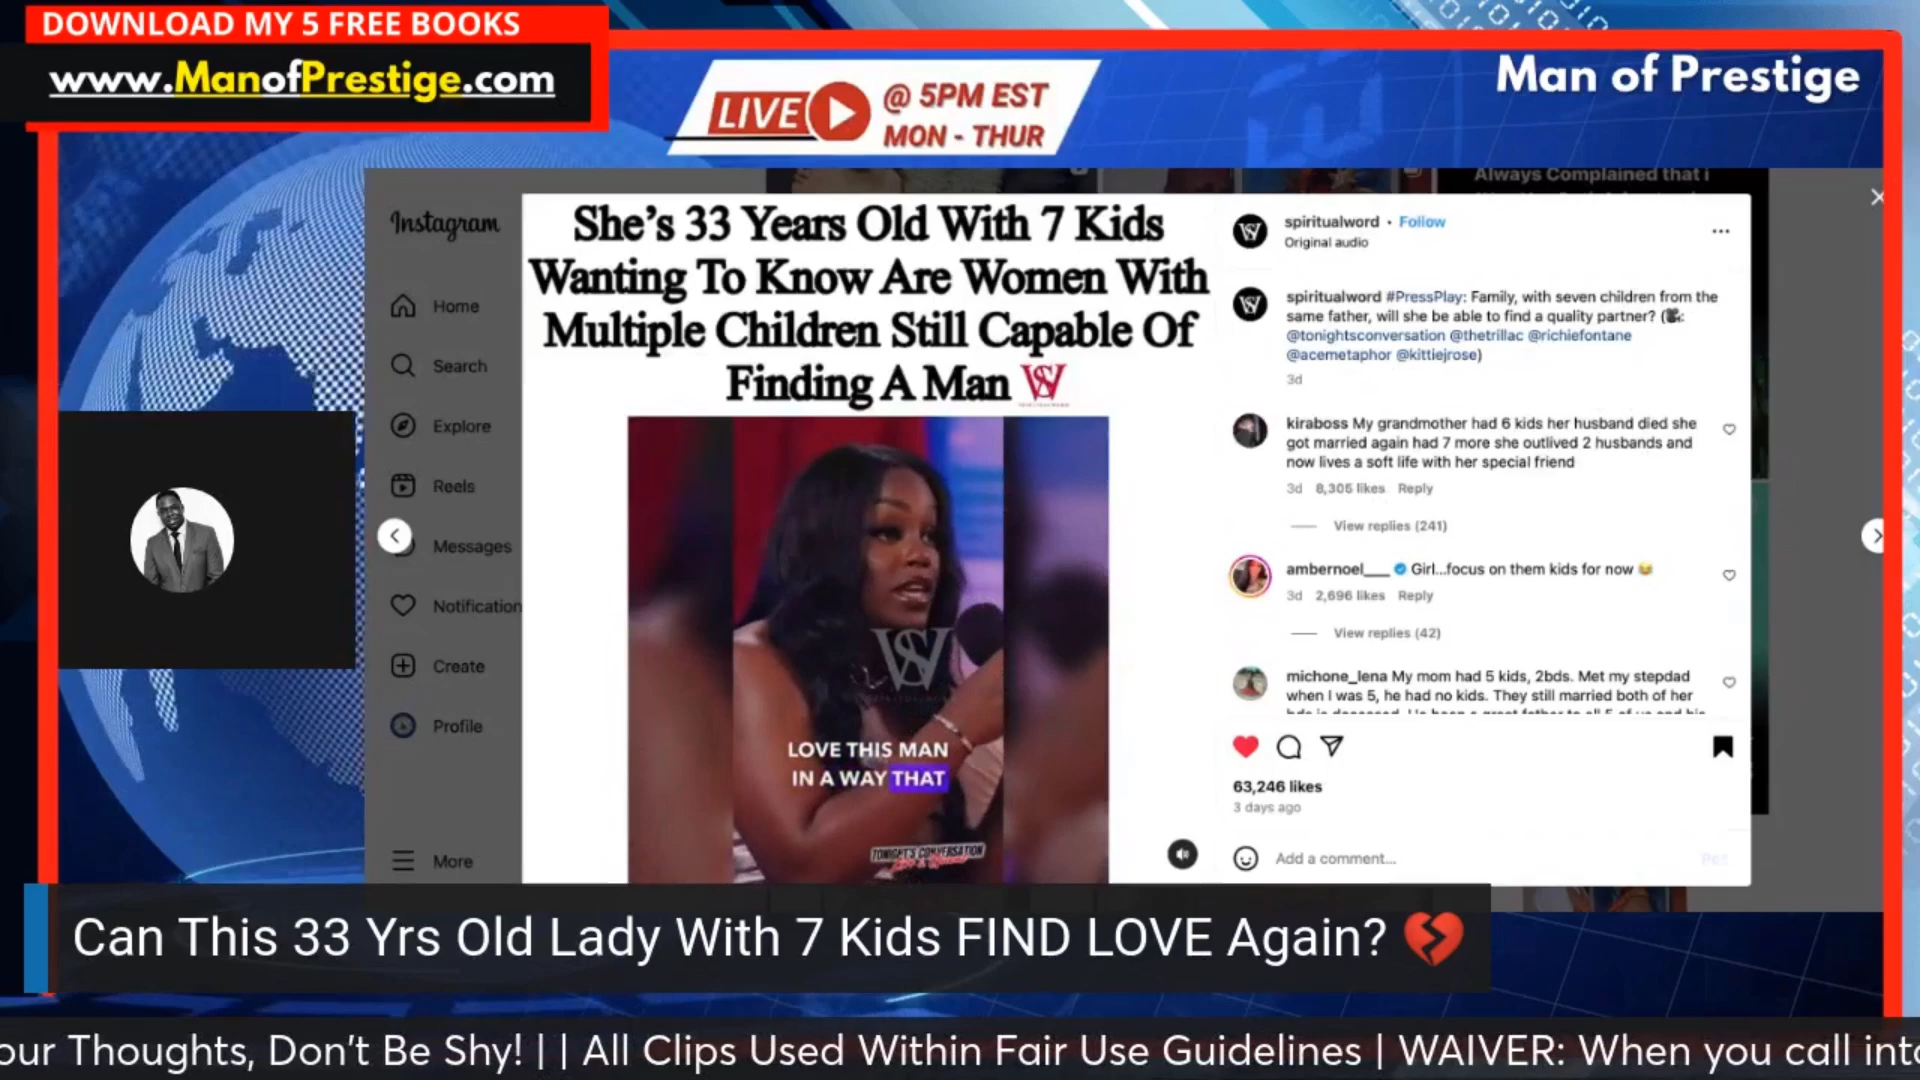 DOWNLOAD MY 5 FREE BOOKS
www.ManofPrestige.com
LIVE
@ 5PM EST
MON - THUR
Man of Prestige
Always Complained that i
Instagram
Home
Search
Explore
Reels
Messages
Notification
Create
Profile
More
She's 33 Years Old With 7 Kids
Wanting To Know Are Women With
Multiple Children Still Capable Of
Finding A Man
LOVE THIS MAN
IN A WAY THAT
TONIGHT'S CONVERSATION
spiritualword • Follow
Original audio
spiritualword #PressPlay: Family, with seven children from the
same father, will she be able to find a quality partner? (🎥:
@tonightsconversation @thetrillac @richiefontane
@acemetaphor @kittiejrose)
3d
kiraboss My grandmother had 6 kids her husband died she
got married again had 7 more she outlived 2 husbands and
now lives a soft life with her special friend
3d 8,305 likes Reply
View replies (241)
ambernoel___ Girl...focus on them kids for now 😂
3d 2,696 likes Reply
View replies (42)
michone_lena My mom had 5 kids, 2bds. Met my stepdad
when I was 5, he had no kids. They still married both of her
63,246 likes
3 days ago
Add a comment...
Can This 33 Yrs Old Lady With 7 Kids FIND LOVE Again? 💔
our Thoughts, Don't Be Shy! | | All Clips Used Within Fair Use Guidelines | WAIVER: When you call into